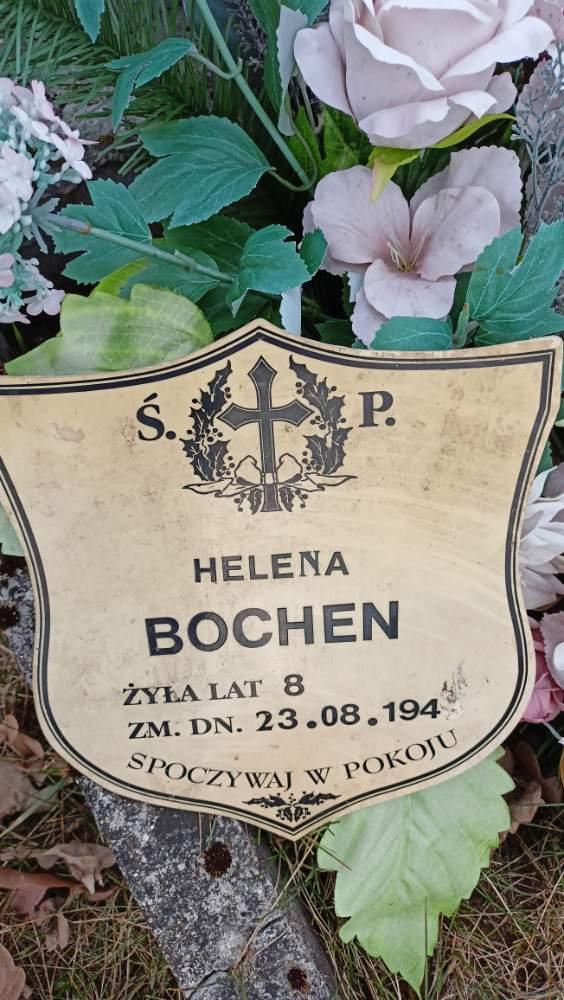 Ś. P.
HELENA
BOCHEN
ŻYŁA LAT 8
ZM. DN. 23.08.194
SPOCZYWAJ W POKOJU